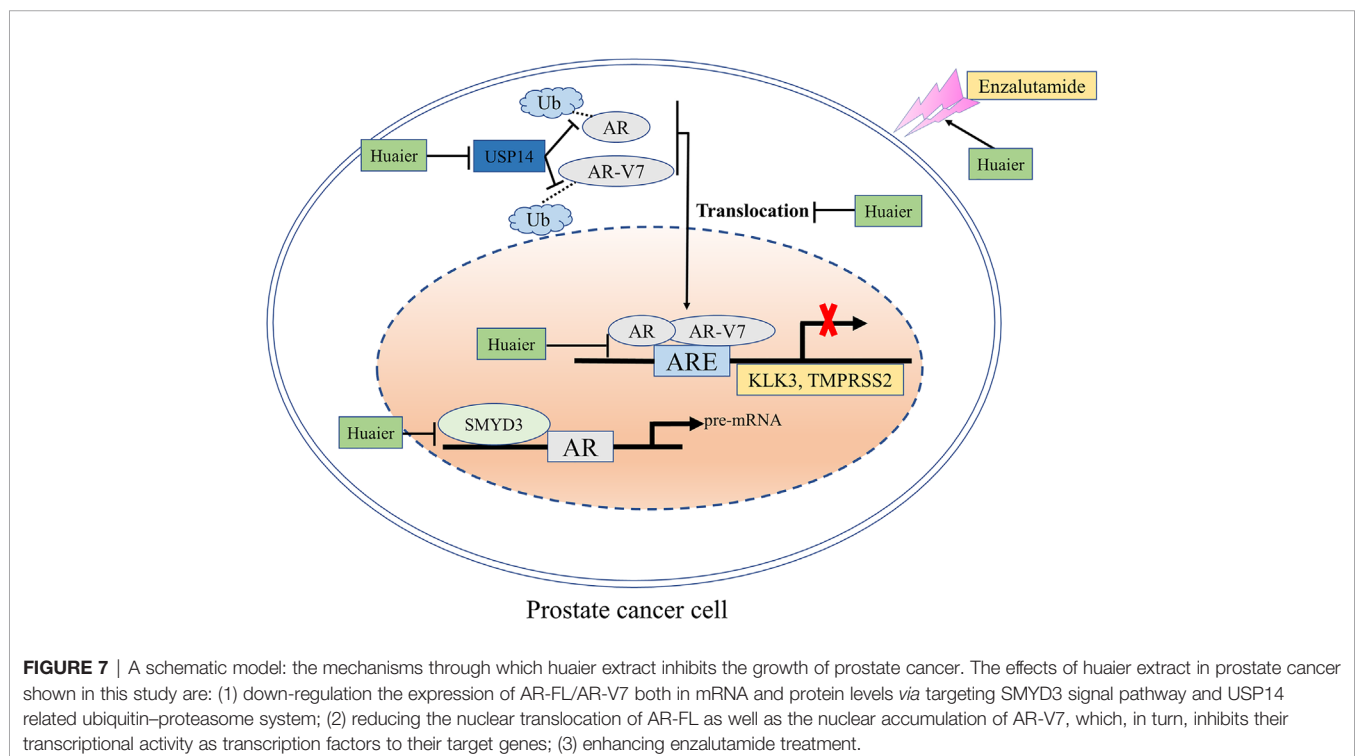 Enzalutamide
Ub
AR
Huaier
USP14
Huaier
AR-V7
Ub
Translocation
Huaier
AR
AR-V7
Huaier
ARE
KLK3, TMPRSS2
SMYD3
pre-mRNA
Huaier
AR
Prostate cancer cell
FIGURE 7 | A schematic model: the mechanisms through which huaier extract inhibits the growth of prostate cancer. The effects of huaier extract in prostate cancer
shown in this study are: (1) down-regulation the expression of AR-FL/AR-V7 both in mRNA and protein levels via targeting SMYD3 signal pathway and USP14
related ubiquitin–proteasome system; (2) reducing the nuclear translocation of AR-FL as well as the nuclear accumulation of AR-V7, which, in turn, inhibits their
transcriptional activity as transcription factors to their target genes; (3) enhancing enzalutamide treatment.